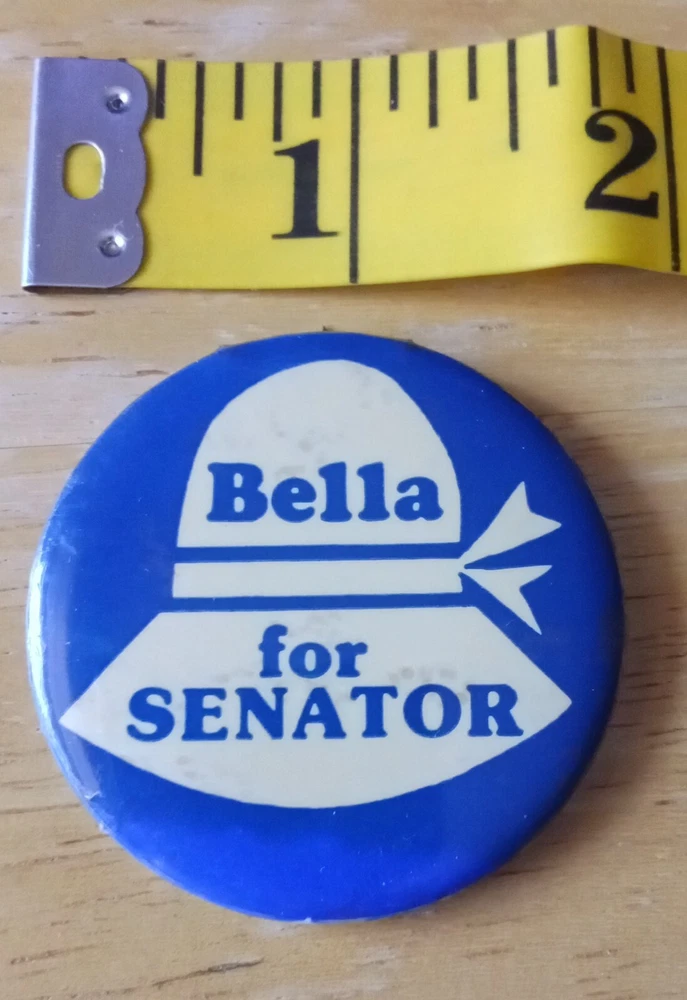 1 2
Bella
for
SENATOR